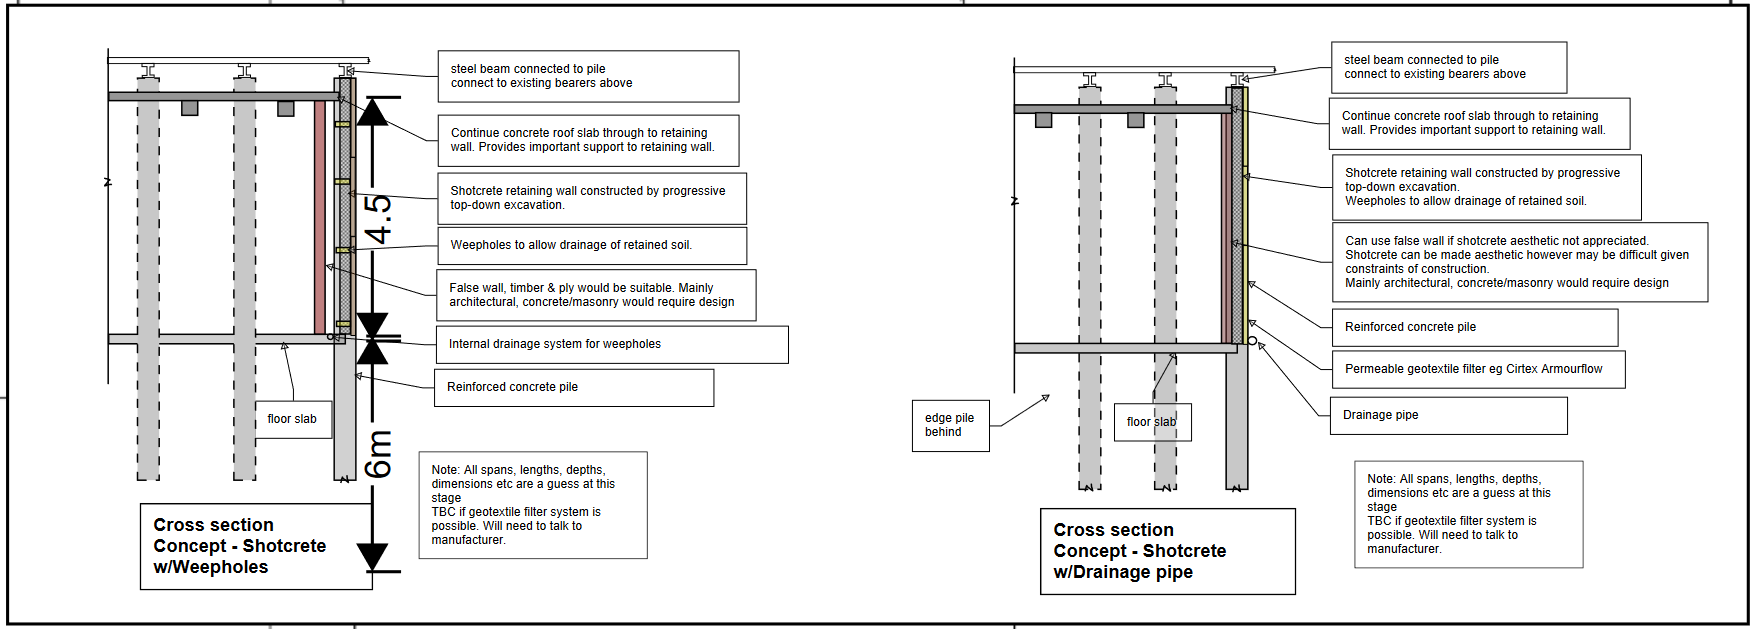 steel beam connected to pile
connect to existing bearers above
Continue concrete roof slab through to retaining
wall. Provides important support to retaining wall.
Shotcrete retaining wall constructed by progressive
top-down excavation.
Weepholes to allow drainage of retained soil.
False wall, timber & ply would be suitable. Mainly
architectural, concrete/masonry would require design
Internal drainage system for weepholes
Reinforced concrete pile
floor slab
4.5
6m
Note: All spans, lengths, depths,
dimensions etc are a guess at this
stage
TBC if geotextile filter system is
possible. Will need to talk to
manufacturer.
Cross section
Concept - Shotcrete
w/Weepholes
steel beam connected to pile
connect to existing bearers above
Continue concrete roof slab through to retaining
wall. Provides important support to retaining wall.
Shotcrete retaining wall constructed by progressive
top-down excavation.
Weepholes to allow drainage of retained soil.
Can use false wall if shotcrete aesthetic not appreciated.
Shotcrete can be made aesthetic however may be difficult given
constraints of construction.
Mainly architectural, concrete/masonry would require design
Reinforced concrete pile
Permeable geotextile filter eg Cirtex Armourflow
Drainage pipe
edge pile
behind
floor slab
Note: All spans, lengths, depths,
dimensions etc are a guess at this
stage
TBC if geotextile filter system is
possible. Will need to talk to
manufacturer.
Cross section
Concept - Shotcrete
w/Drainage pipe